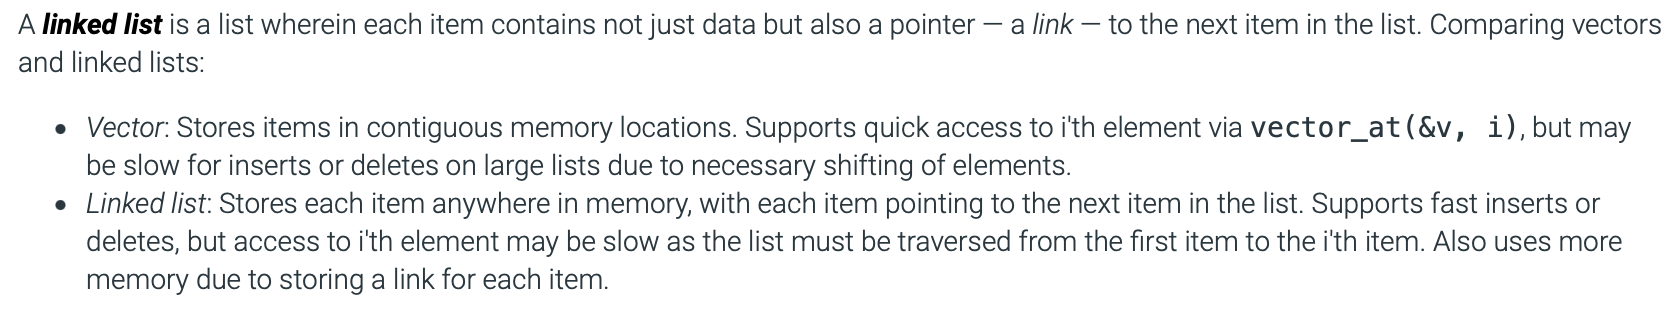 A linked list is a list wherein each item contains not just data but also a pointer — a link — to the next item in the list. Comparing vectors
and linked lists:
• Vector: Stores items in contiguous memory locations. Supports quick access to i'th element via vector_at(&v, i), but may
be slow for inserts or deletes on large lists due to necessary shifting of elements.
• Linked list: Stores each item anywhere in memory, with each item pointing to the next item in the list. Supports fast inserts or
deletes, but access to i'th element may be slow as the list must be traversed from the first item to the i'th item. Also uses more
memory due to storing a link for each item.